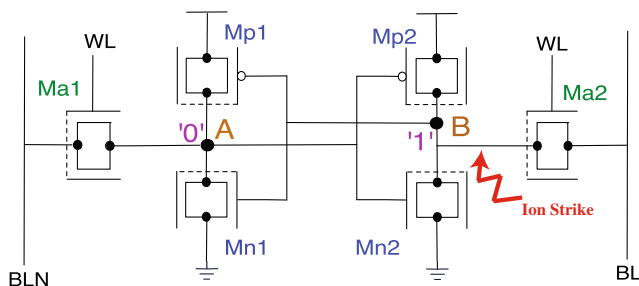 Mp1
Mp2
WL
WL
Ma1
Ma2
'0' A
'1' B
Ion Strike
Mn1
Mn2
BLN
BL